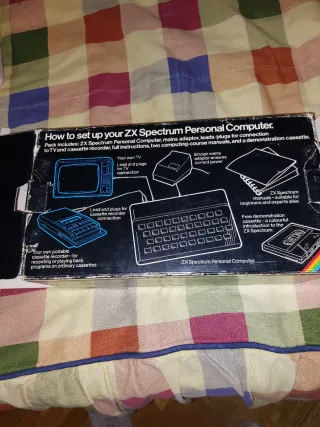 How to set up your ZX Spectrum Personal Computer.
Pack includes: ZX Spectrum Personal Computer, mains adaptor, leads/plugs for connection
to TV and cassette recorder, full instructions, two computing-course manuals, and a demonstration cassette.
Your own TV
Lead and plugs
for TV
connection
Sinclair mains
adaptor ensures
correct power
ZX Spectrum
manuals – suitable for
beginners and experts alike
Lead and plugs for
cassette recorder
connection
Free demonstration
cassette – a colourful
introduction to the
ZX Spectrum
Your own portable
cassette recorder – for
recording or playing back
programs on ordinary cassettes
ZX Spectrum Personal Computer